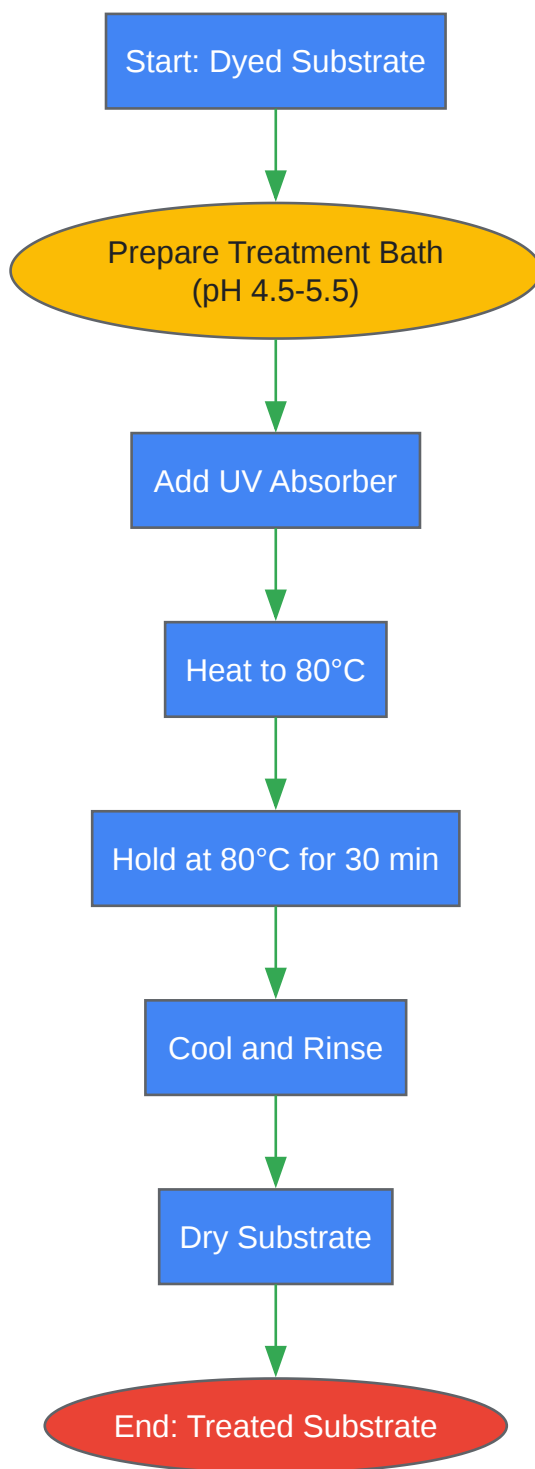 Start: Dyed Substrate
Prepare Treatment Bath
(pH 4.5-5.5)
Add UV Absorber
Heat to 80°C
Hold at 80°C for 30 min
Cool and Rinse
Dry Substrate
End: Treated Substrate